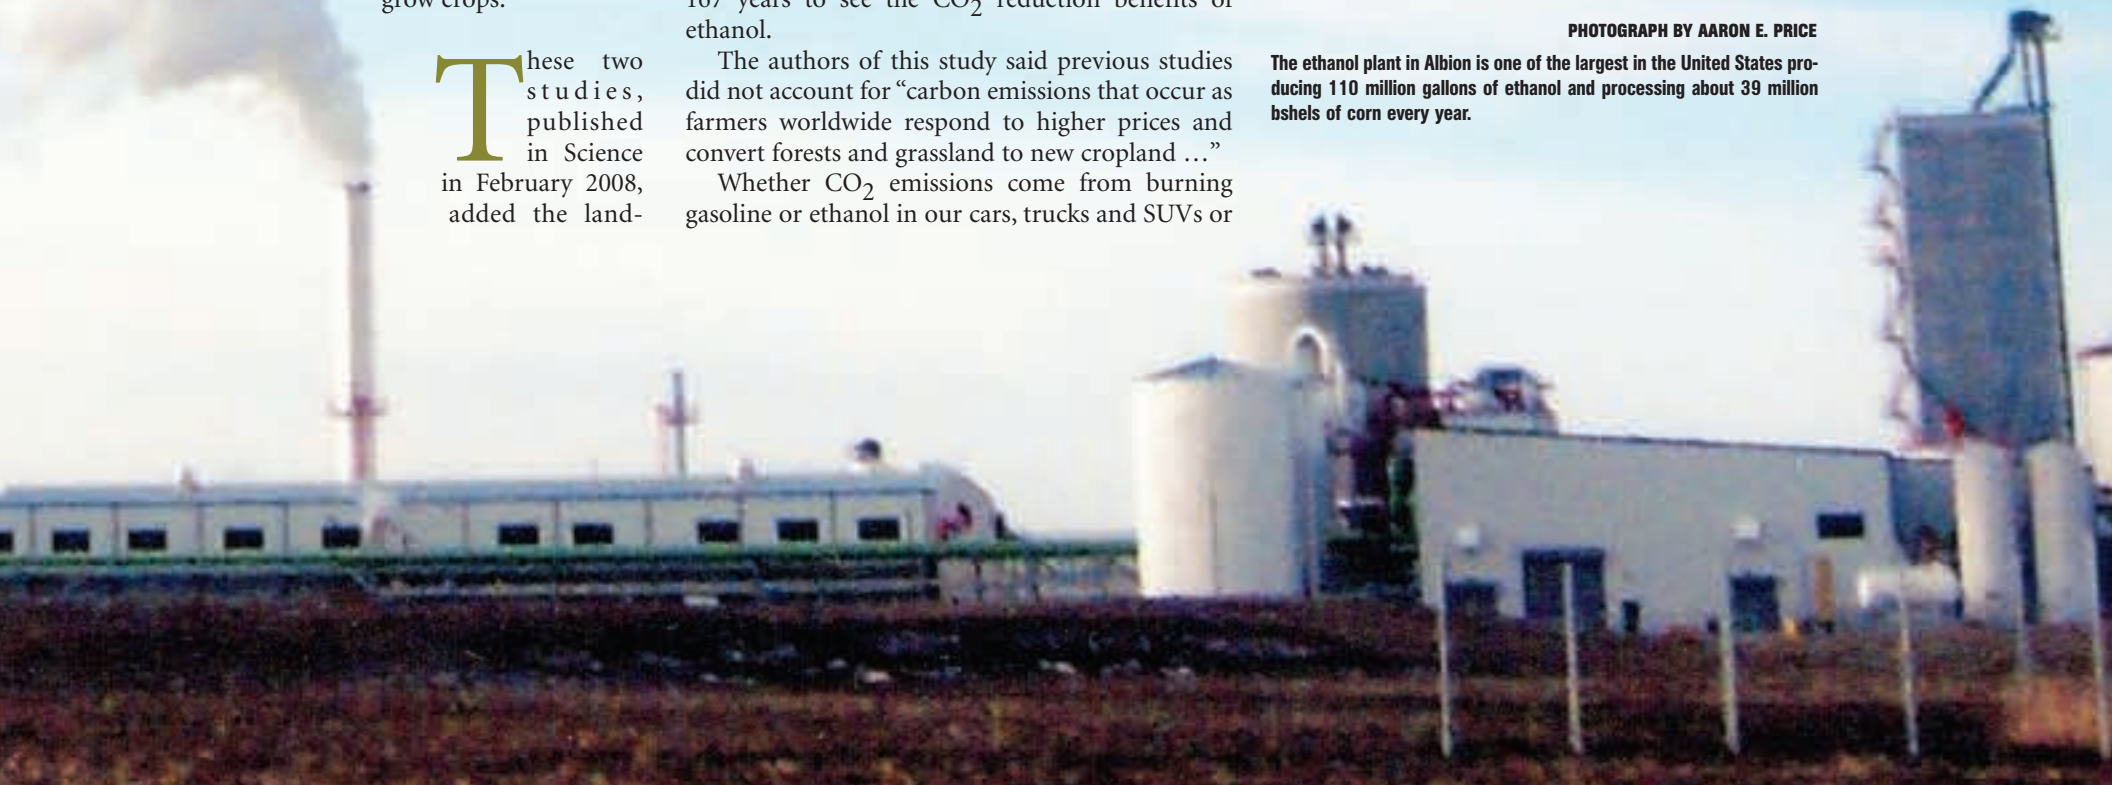 grow crops.
These two
studies,
published
in Science
in February 2008,
added the land-
167 years to see the CO2 reduction benefits of
ethanol.
The authors of this study said previous studies
did not account for “carbon emissions that occur as
farmers worldwide respond to higher prices and
convert forests and grassland to new cropland …”
Whether CO2 emissions come from burning
gasoline or ethanol in our cars, trucks and SUVs or
PHOTOGRAPH BY AARON E. PRICE
The ethanol plant in Albion is one of the largest in the United States pro-
ducing 110 million gallons of ethanol and processing about 39 million
bshels of corn every year.